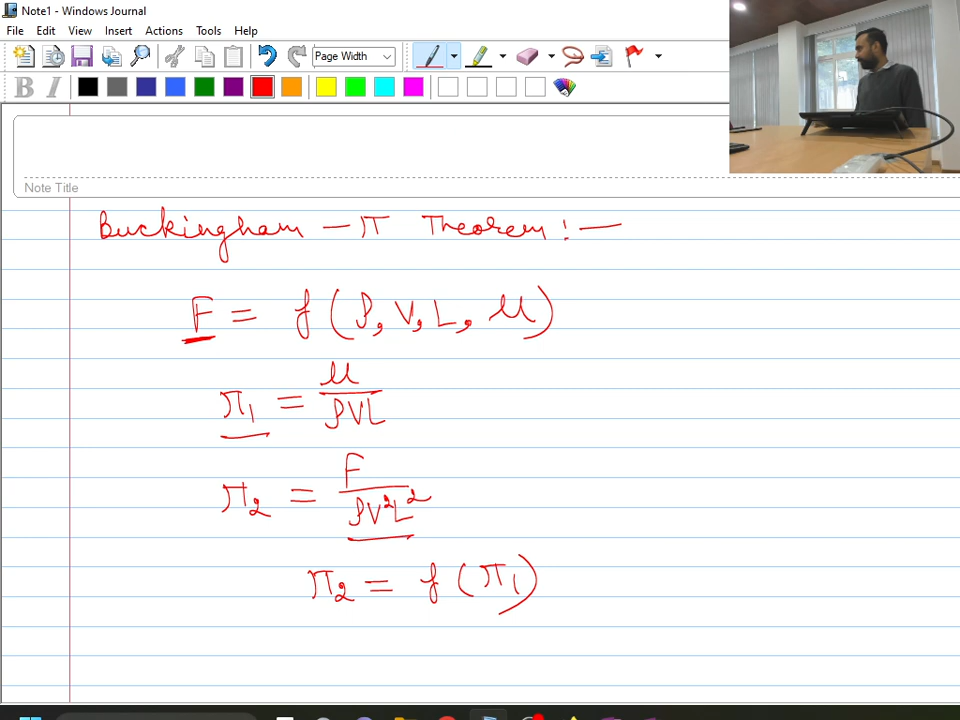 Note1 - Windows Journal
File Edit View Insert Actions Tools Help
Page Width
B I
Note Title
Buckingham – π Theorem :–
F = f (ρ, V, L, μ)
π₁ = μ / ρVL
π₂ = F / ρV²L²
π₂ = f (π₁)